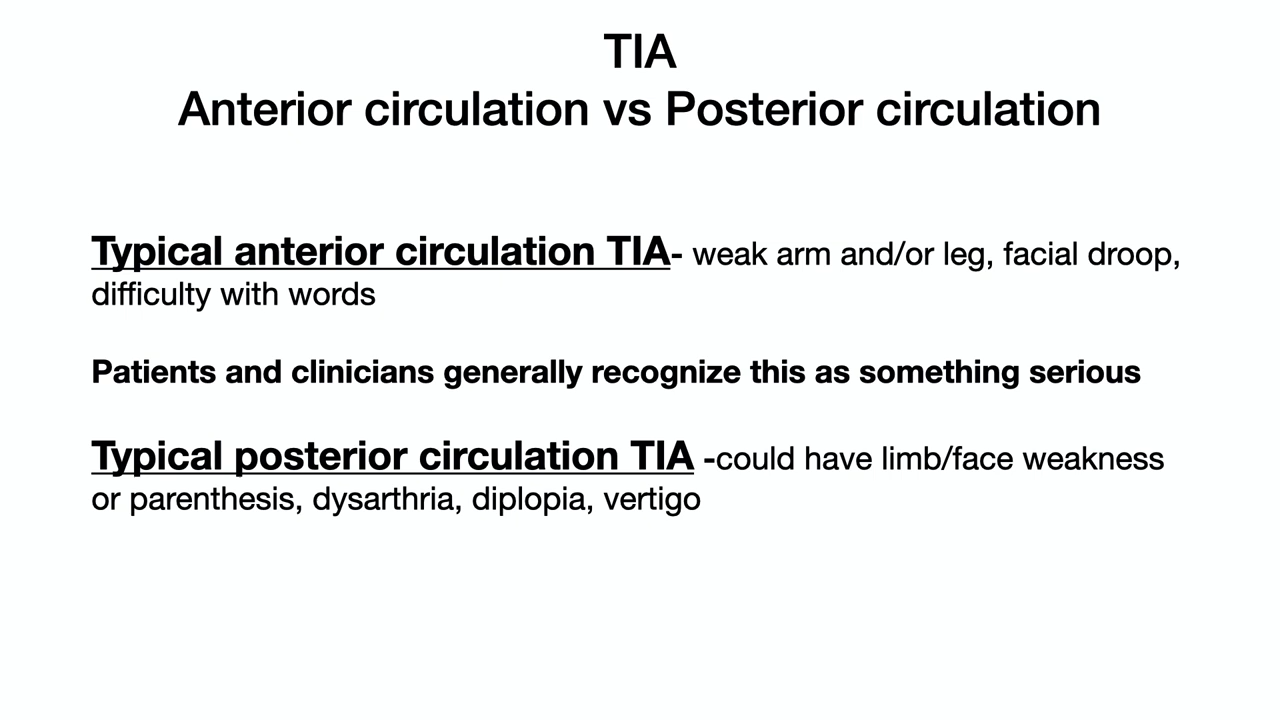 TIA
Anterior circulation vs Posterior circulation
Typical anterior circulation TIA- weak arm and/or leg, facial droop,
difficulty with words
Patients and clinicians generally recognize this as something serious
Typical posterior circulation TIA -could have limb/face weakness
or parenthesis, dysarthria, diplopia, vertigo